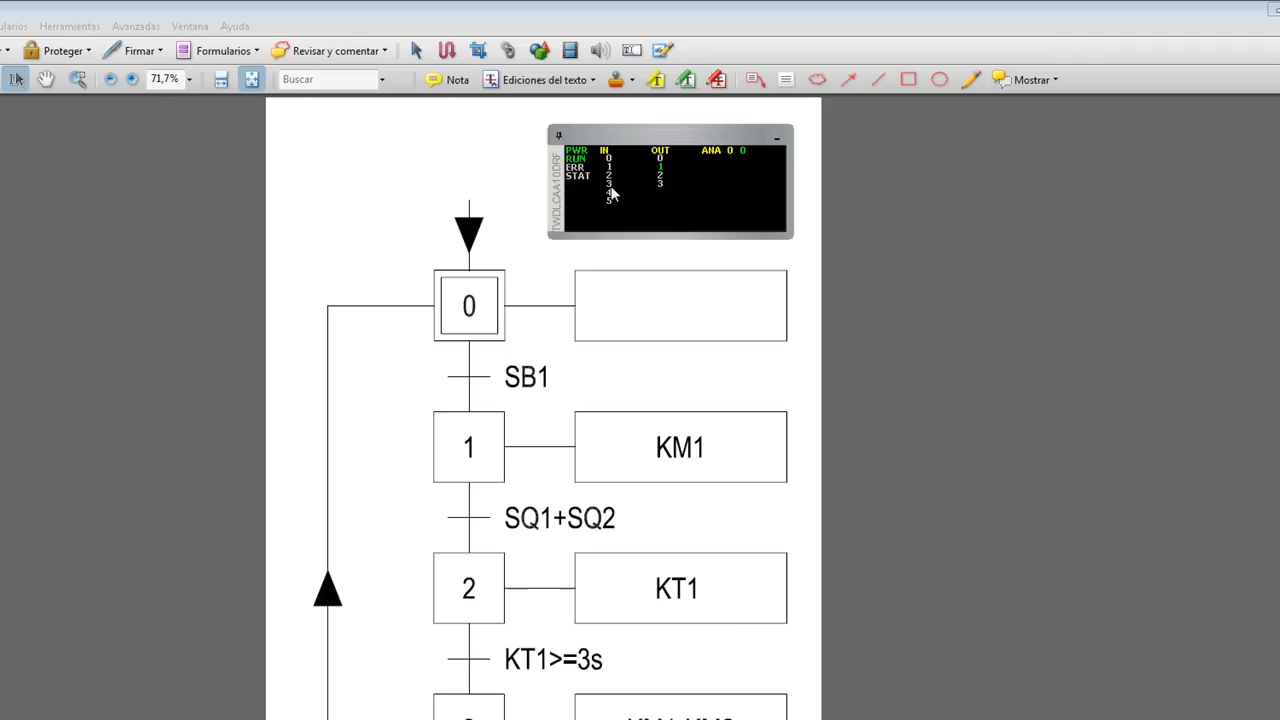 ularios Herramientas Avanzadas Ventana Ayuda
Proteger Firmar Formularios Revisar y comentar
71,7% Buscar Nota Ediciones del texto Mostrar
PWR IN OUT ANA 0 0
RUN 0 0
ERR 1 1
STAT 2 2
3 3
4
5
TWDLCAA10DRF
0
SB1
1 KM1
SQ1+SQ2
2 KT1
KT1>=3s